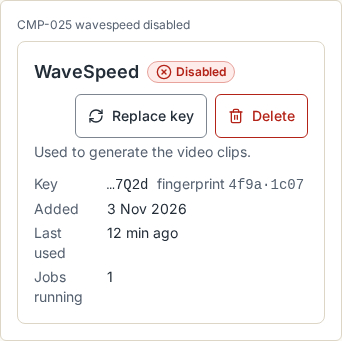 CMP-025 wavespeed disabled
WaveSpeed Disabled
Replace key Delete
Used to generate the video clips.
Key …7Q2d fingerprint 4f9a·1c07
Added 3 Nov 2026
Last used 12 min ago
Jobs running 1